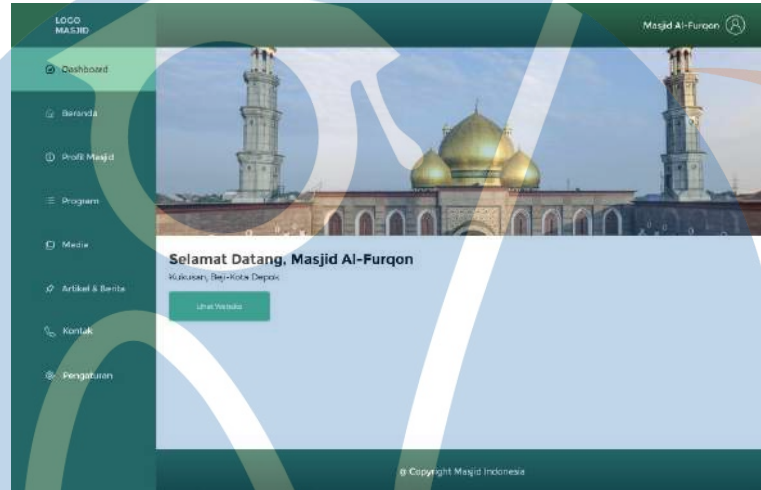 LOGO
MASJID
Masjid Al-Furqon
Dashboard
Beranda
Profil Masjid
Program
Media
Artikel & Berita
Kontak
Pengaturan
Selamat Datang, Masjid Al-Furqon
Kukusan, Beji-Kota Depok
Lihat Website
© Copyright Masjid Indonesia